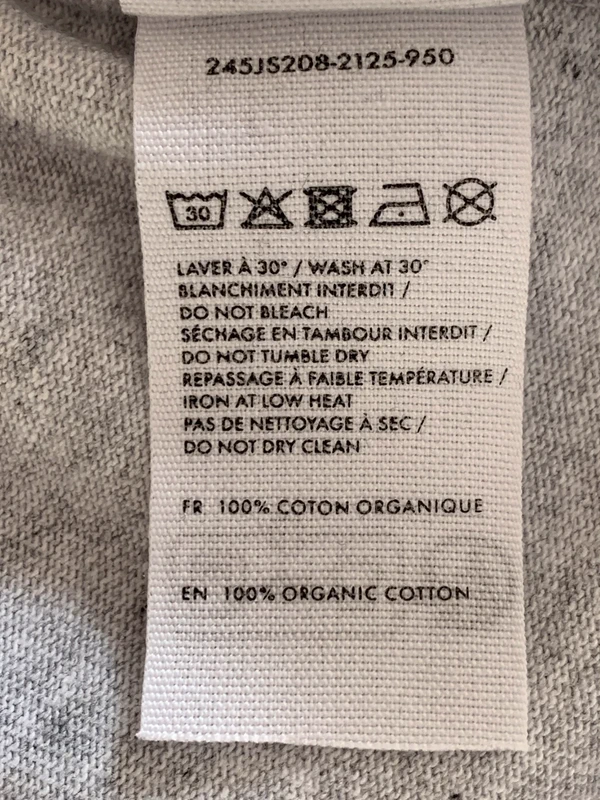 245JS208-2125-950
30
LAVER À 30° / WASH AT 30°
BLANCHIMENT INTERDIT /
DO NOT BLEACH
SÉCHAGE EN TAMBOUR INTERDIT /
DO NOT TUMBLE DRY
REPASSAGE À FAIBLE TEMPÉRATURE /
IRON AT LOW HEAT
PAS DE NETTOYAGE À SEC /
DO NOT DRY CLEAN
FR 100% COTON ORGANIQUE
EN 100% ORGANIC COTTON